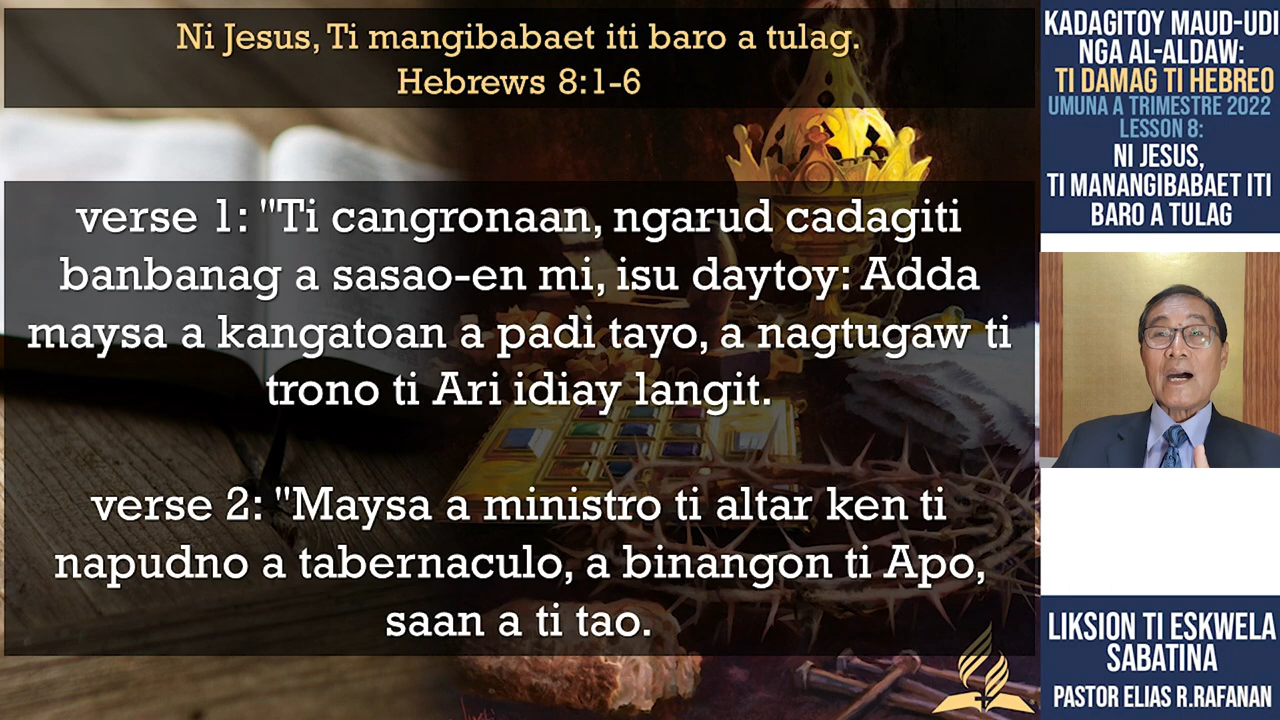 Ni Jesus, Ti mangibabaet iti baro a tulag.
Hebrews 8:1-6
verse 1: "Ti cangronaan, ngarud cadagiti
banbanag a sasao-en mi, isu daytoy: Adda
maysa a kangatoan a padi tayo, a nagtugaw ti
trono ti Ari idiay langit.
verse 2: "Maysa a ministro ti altar ken ti
napudno a tabernaculo, a binangon ti Apo,
saan a ti tao.
KADAGITOY MAUD-UDI
NGA AL-ALDAW:
TI DAMAG TI HEBREO
UMUNA A TRIMESTRE 2022
LESSON 8:
NI JESUS,
TI MANANGIBABAET ITI
BARO A TULAG
LIKSION TI ESKWELA
SABATINA
PASTOR ELIAS R.RAFANAN